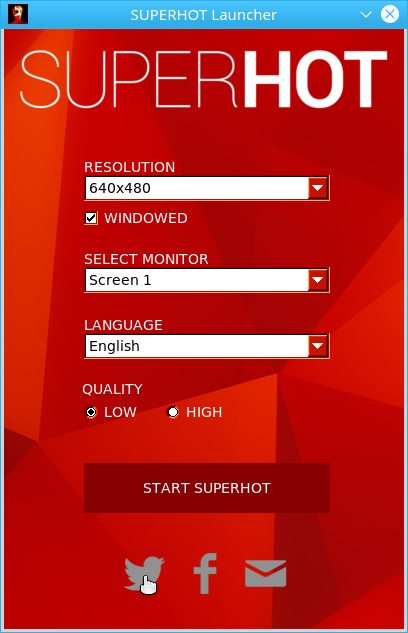 SUPERHOT Launcher
SUPERHOT
RESOLUTION
640x480
WINDOWED
SELECT MONITOR
Screen 1
LANGUAGE
English
QUALITY
LOW HIGH
START SUPERHOT